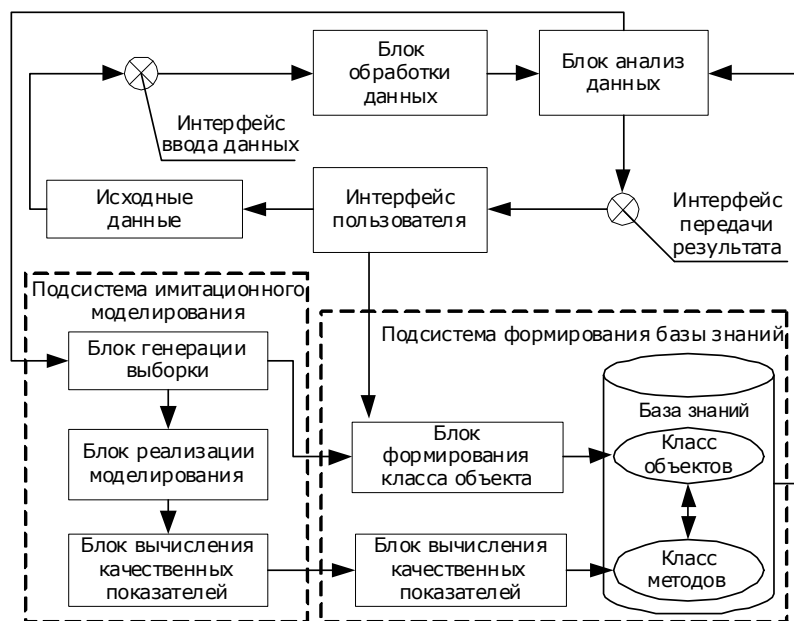 Блок
обработки
данных
Блок анализ
данных
Интерфейс
ввода данных
Исходные
данные
Интерфейс
пользователя
Интерфейс
передачи
результата
Подсистема имитационного
моделирования
Блок генерации
выборки
Блок реализации
моделирования
Блок вычисления
качественных
показателей
Подсистема формирования базы знаний
Блок
формирования
класса объекта
Блок вычисления
качественных
показателей
База знаний
Класс
объектов
Класс
методов